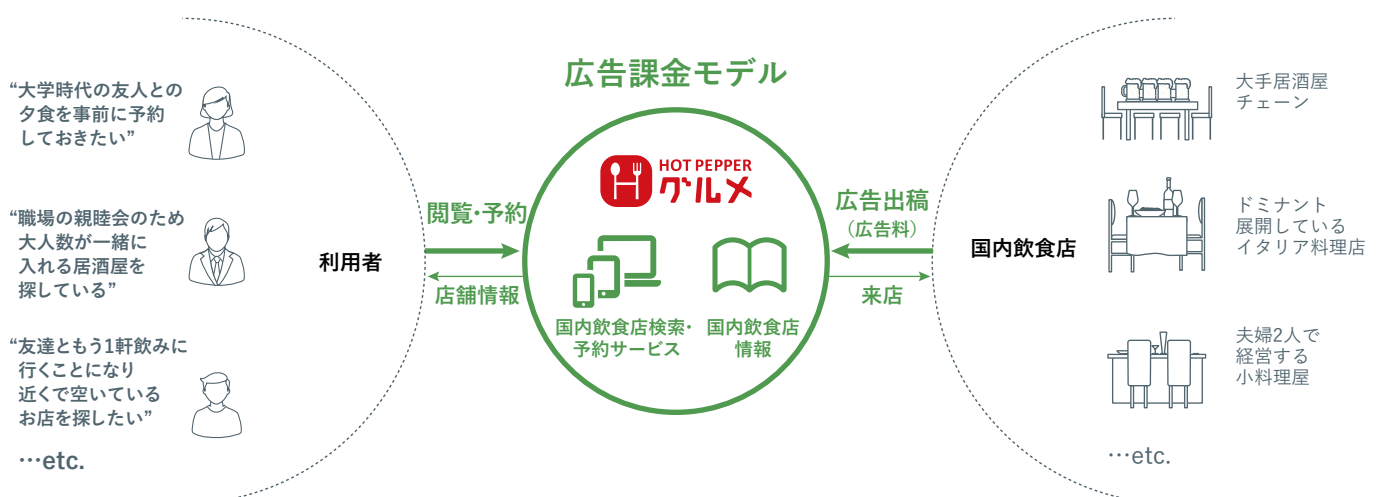 広告課金モデル
“大学時代の友人との
夕食を事前に予約
しておきたい”
“職場の親睦会のため
大人数が一緒に
入れる居酒屋を
探している”
“友達ともう1軒飲みに
行くことになり
近くで空いている
お店を探したい”
…etc.
利用者
閲覧・予約
店舗情報
HOT PEPPER
グルメ
国内飲食店検索・
予約サービス
国内飲食店
情報
広告出稿
（広告料）
来店
国内飲食店
大手居酒屋
チェーン
ドミナント
展開している
イタリア料理店
夫婦2人で
経営する
小料理屋
…etc.